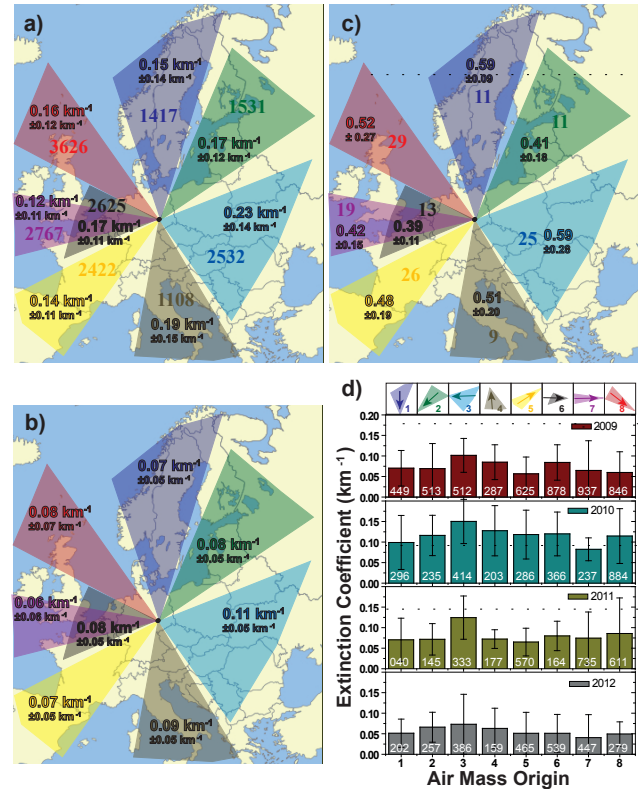 a)
0.15 km⁻¹
±0.14 km⁻¹
1417
1531
0.16 km⁻¹
±0.12 km⁻¹
3626
0.17 km⁻¹
±0.12 km⁻¹
0.12 km⁻¹
±0.11 km⁻¹
2767
2625
0.17 km⁻¹
±0.11 km⁻¹
0.23 km⁻¹
±0.14 km⁻¹
2532
2422
0.14 km⁻¹
±0.11 km⁻¹
1108
0.19 km⁻¹
±0.15 km⁻¹
c)
0.59
±0.09
11
11
0.52
± 0.27
29
0.41
±0.18
19
0.42
±0.15
13
0.39
±0.11
25
0.59
±0.28
26
0.48
±0.19
0.51
±0.20
9
b)
0.07 km⁻¹
±0.05 km⁻¹
0.08 km⁻¹
±0.07 km⁻¹
0.08 km⁻¹
±0.05 km⁻¹
0.06 km⁻¹
±0.05 km⁻¹
0.08 km⁻¹
±0.05 km⁻¹
0.11 km⁻¹
±0.05 km⁻¹
0.07 km⁻¹
±0.05 km⁻¹
0.09 km⁻¹
±0.05 km⁻¹
d)
1 2 3 4 5 6 7 8
Extinction Coefficient (km⁻¹)
0.20
0.15
0.10
0.05
0.00
2009
449 513 512 287 625 878 937 846
0.20
0.15
0.10
0.05
0.00
2010
296 235 414 203 286 366 237 884
0.20
0.15
0.10
0.05
0.00
2011
040 145 333 177 570 164 735 611
0.20
0.15
0.10
0.05
0.00
2012
202 257 386 159 465 539 447 279
1 2 3 4 5 6 7 8
Air Mass Origin